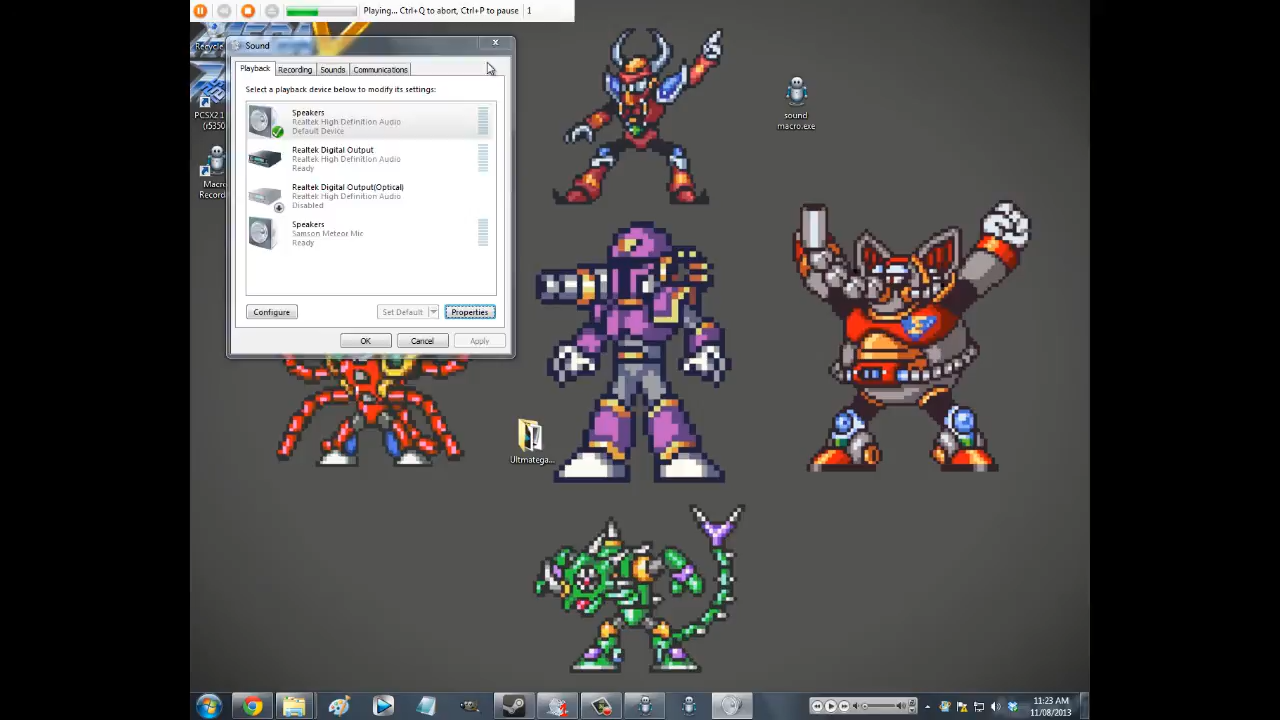 Playing... Ctrl+Q to abort, Ctrl+P to pause 1
Recycle
Sound
Playback Recording Sounds Communications
Select a playback device below to modify its settings:
Speakers
Realtek High Definition Audio
Default Device
Realtek Digital Output
Realtek High Definition Audio
Ready
Realtek Digital Output(Optical)
Realtek High Definition Audio
Disabled
Speakers
Samson Meteor Mic
Ready
Configure Set Default Properties
OK Cancel Apply
PCSX2.1
(r5350
Macro
Record
sound
macro.exe
Ultmatega...
11:23 AM
11/08/2013